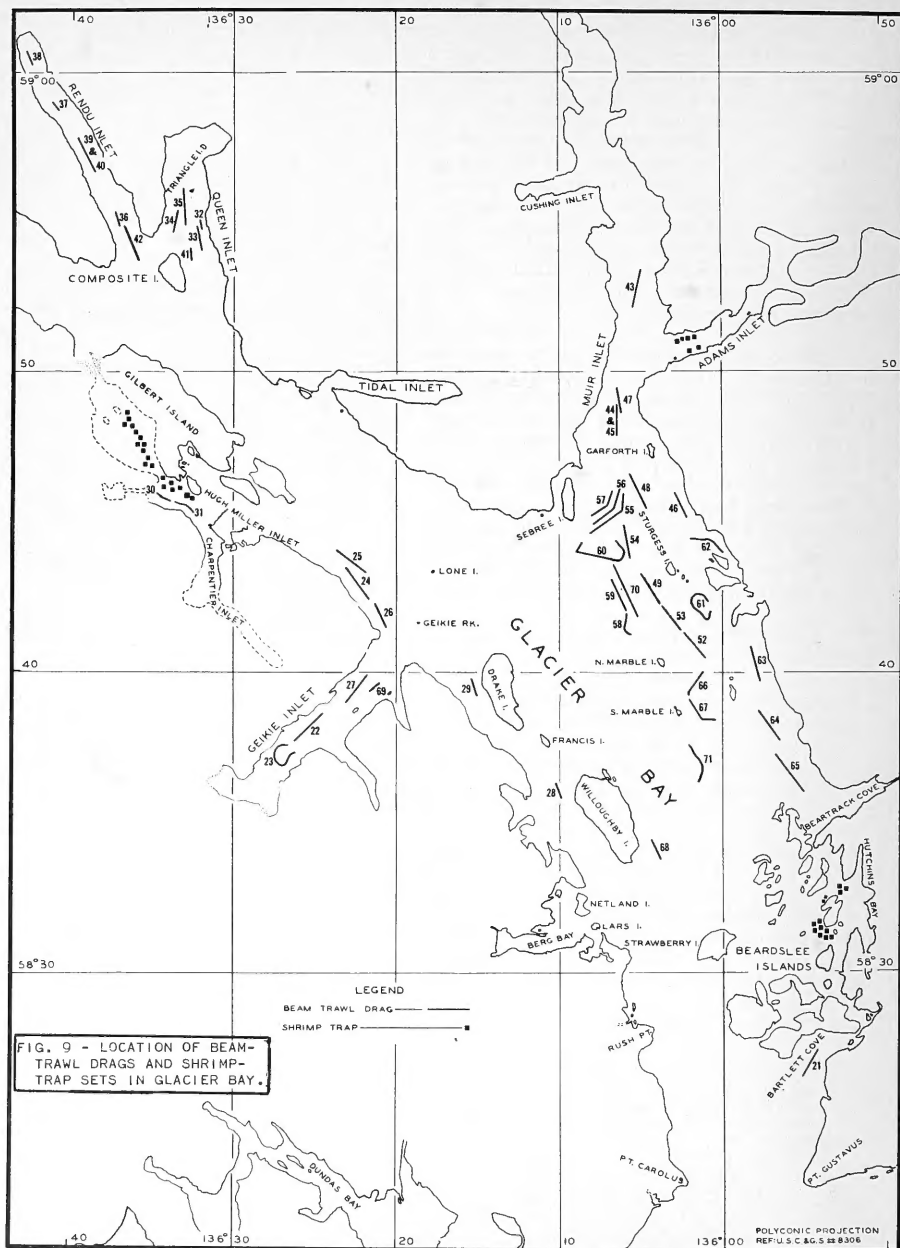 40
136° 30
20
10
136° 00
50
59° 00
38
RENDU INLET
37
39
&
40
TRIANGLE I.D
QUEEN INLET
35
32
34
33
36
42
41
COMPOSITE I.
CUSHING INLET
43
MUIR INLET
ADAMS INLET
50
TIDAL INLET
GILBERT ISLAND
47
44
&
45
GARFORTH I.
30
31
HUGH MILLER INLET
CHARPENTIER INLET
56
57
55
48
46
SEBREE I.
STURGESS I.
54
60
62
25
24
26
LONE I.
GEIKIE RK.
59
70
49
58
53
61
52
GLACIER
BAY
N. MARBLE I.
63
40
27
69
29
DRAKE I.
66
S. MARBLE I.
67
64
GEIKIE INLET
22
23
FRANCIS I.
71
65
28
WILLOUGHBY I.
BEARTRACK COVE
68
HUTCHINS BAY
NETLAND I.
LARS I.
BERG BAY
STRAWBERRY I.
BEARDSLEE
ISLANDS
58° 30
LEGEND
BEAM TRAWL DRAG
SHRIMP TRAP
FIG. 9 - LOCATION OF BEAM-
TRAWL DRAGS AND SHRIMP-
TRAP SETS IN GLACIER BAY.
RUSH PT.
BARTLETT COVE
21
DUNDAS BAY
PT. CAROLUS
PT. GUSTAVUS
40
136° 30
20
10
136° 00
POLYCONIC PROJECTION
REF: U.S.C.&G.S ## 8306